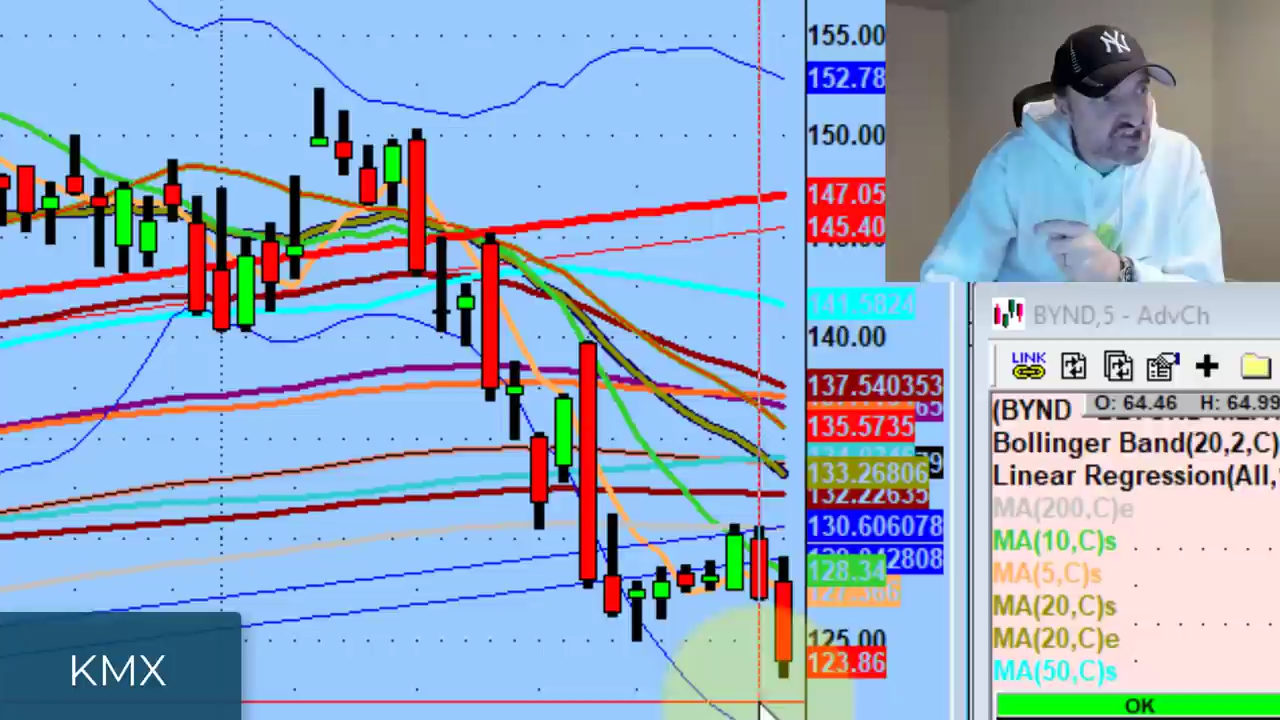 155.00
152.78
150.00
147.05
145.40
141.5824
140.00
137.540353
135.5735
133.26806
132.22635
130.606078
128.34
125.00
123.86
KMX
NY
BYND,5 - AdvCh
LINK
(BYND
O: 64.46 H: 64.99
Bollinger Band(20,2,C)
Linear Regression(All,
MA(200,C)e
MA(10,C)s
MA(5,C)s
MA(20,C)s
MA(20,C)e
MA(50,C)s
OK